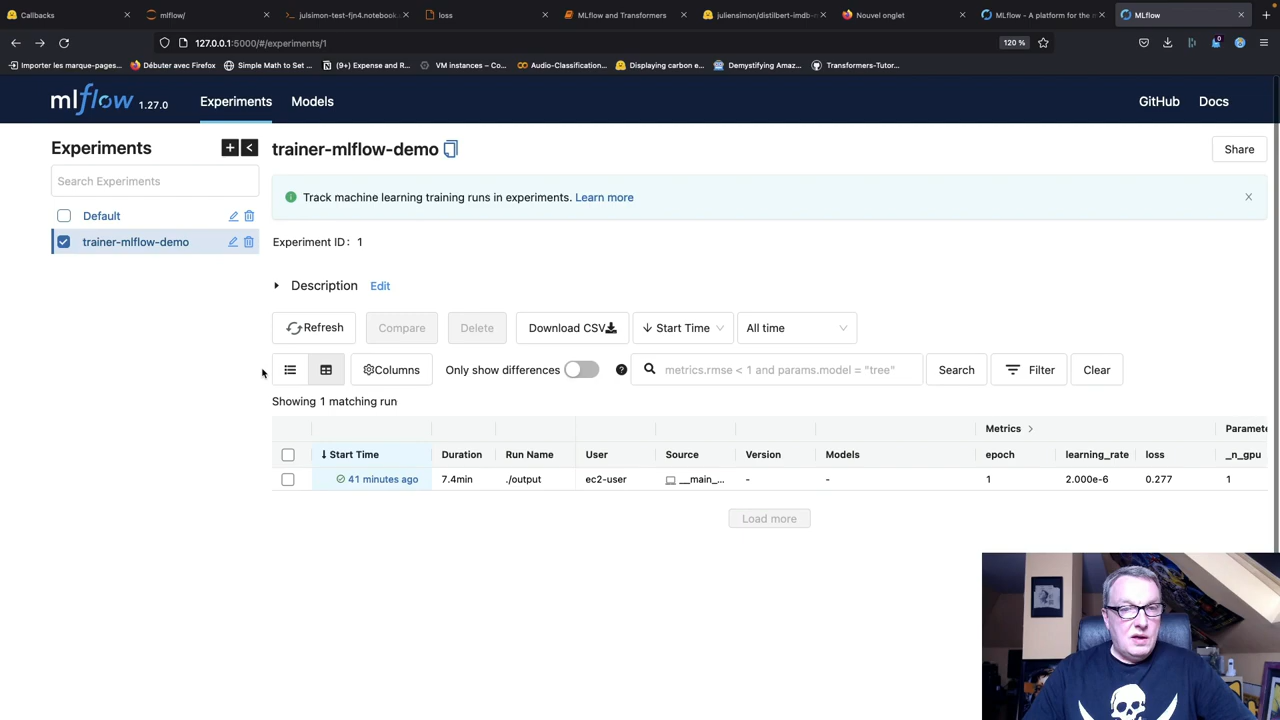 Callbacks
mlflow/
julsimon-test-fjn4.notebook.
loss
MLflow and Transformers
juliensimon/distilbert-imdb-m
Nouvel onglet
MLflow - A platform for the m
MLflow
127.0.0.1:5000/#/experiments/1
120 %
Importer les marque-pages...
Débuter avec Firefox
Simple Math to Set ...
(9+) Expense and R...
VM instances – Co...
Audio-Classification...
Displaying carbon e...
Demystifying Amaz...
Transformers-Tutor...
mlflow 1.27.0
Experiments
Models
GitHub
Docs
Experiments
+ <
Search Experiments
Default
trainer-mlflow-demo
trainer-mlflow-demo
Share
Track machine learning training runs in experiments. Learn more
Experiment ID: 1
Description
Edit
Refresh
Compare
Delete
Download CSV
↓ Start Time
All time
Columns
Only show differences
metrics.rmse < 1 and params.model = "tree"
Search
Filter
Clear
Showing 1 matching run
Metrics
Paramete
↓ Start Time Duration Run Name User Source Version Models epoch learning_rate loss _n_gpu
41 minutes ago 7.4min ./output ec2-user __main_... - - 1 2.000e-6 0.277 1
Load more